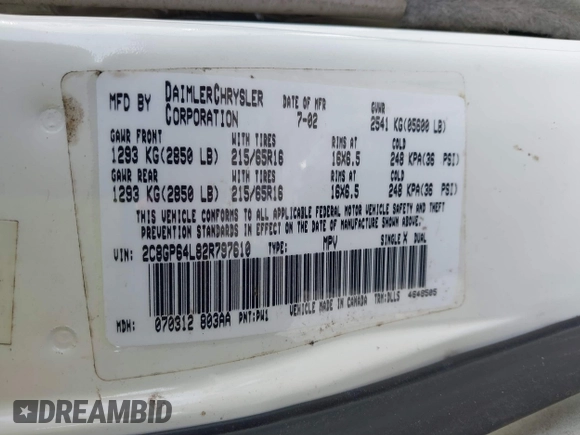 MFD BY DAIMLERCHRYSLER CORPORATION DATE OF MFR 7-02 GVWR 2541 KG(05600 LB)
GAWR FRONT WITH TIRES RIMS AT COLD
1293 KG(2850 LB) 215/65R16 16X6.5 248 KPA(36 PSI)
GAWR REAR WITH TIRES RIMS AT COLD
1293 KG(2850 LB) 215/65R16 16X6.5 248 KPA(36 PSI)
THIS VEHICLE CONFORMS TO ALL APPLICABLE FEDERAL MOTOR VEHICLE SAFETY AND THEFT
PREVENTION STANDARDS IN EFFECT ON THE DATE OF MANUFACTURE SHOWN ABOVE.
VIN: 2C8GP64L82R797610 TYPE: MPV SINGLE X DUAL
MDH: 070312 803AA PNT:PW1 VEHICLE MADE IN CANADA TRM:DLLS 4648505
DREAMBID